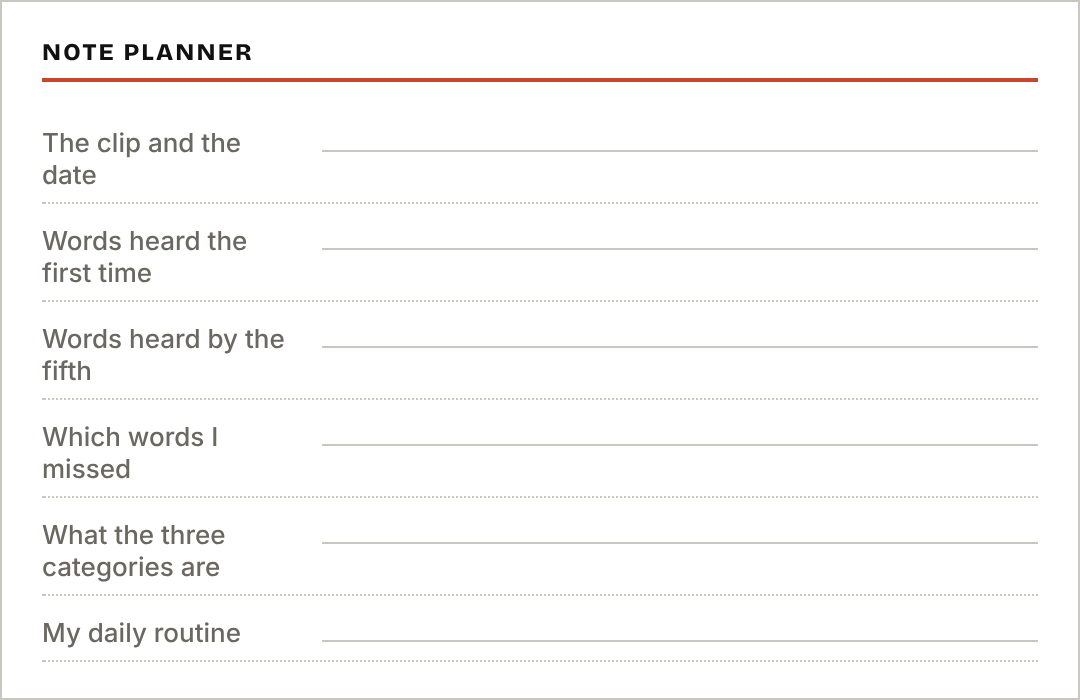 NOTE PLANNER
The clip and the
date
Words heard the
first time
Words heard by the
fifth
Which words I
missed
What the three
categories are
My daily routine